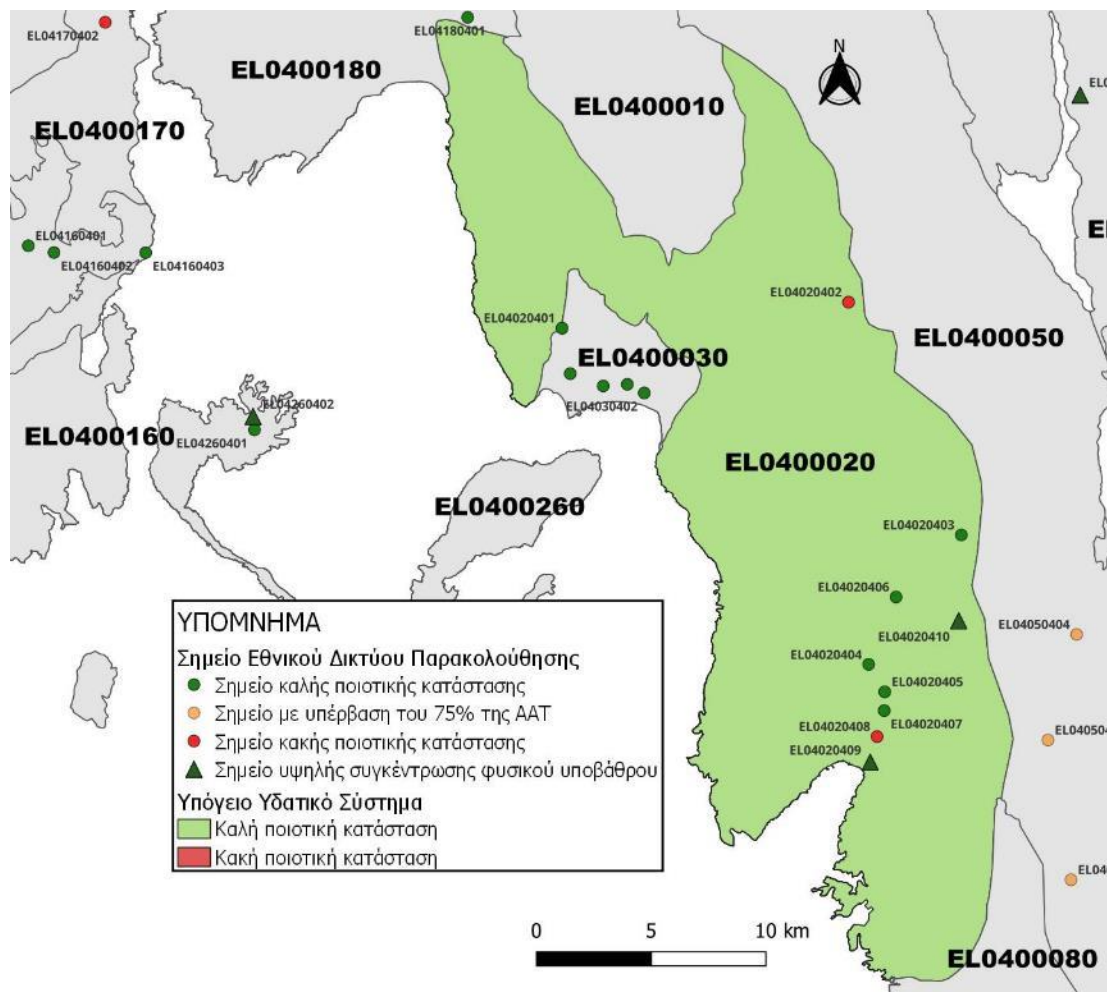 EL04170402
EL04180401
N
EL0400180
EL0400010
EL0
EL0400170
EL04160401
EL04160402
EL04160403
EL04020402
EL04020401
EL0400050
EL0400030
EL04030402
EL04260402
EL0400160
EL04260401
EL0400020
EL0400260
EL04020403
EL04020406
EL04020410
EL04050404
EL04020404
EL04020405
EL04020407
EL04020408
EL04020409
EL040504
ΥΠΟΜΝΗΜΑ
Σημείο Εθνικού Δικτύου Παρακολούθησης
Σημείο καλής ποιοτικής κατάστασης
Σημείο με υπέρβαση του 75% της ΑΑΤ
Σημείο κακής ποιοτικής κατάστασης
Σημείο υψηλής συγκέντρωσης φυσικού υποβάθρου
Υπόγειο Υδατικό Σύστημα
Καλή ποιοτική κατάσταση
Κακή ποιοτική κατάσταση
0 5 10 km
EL0400080